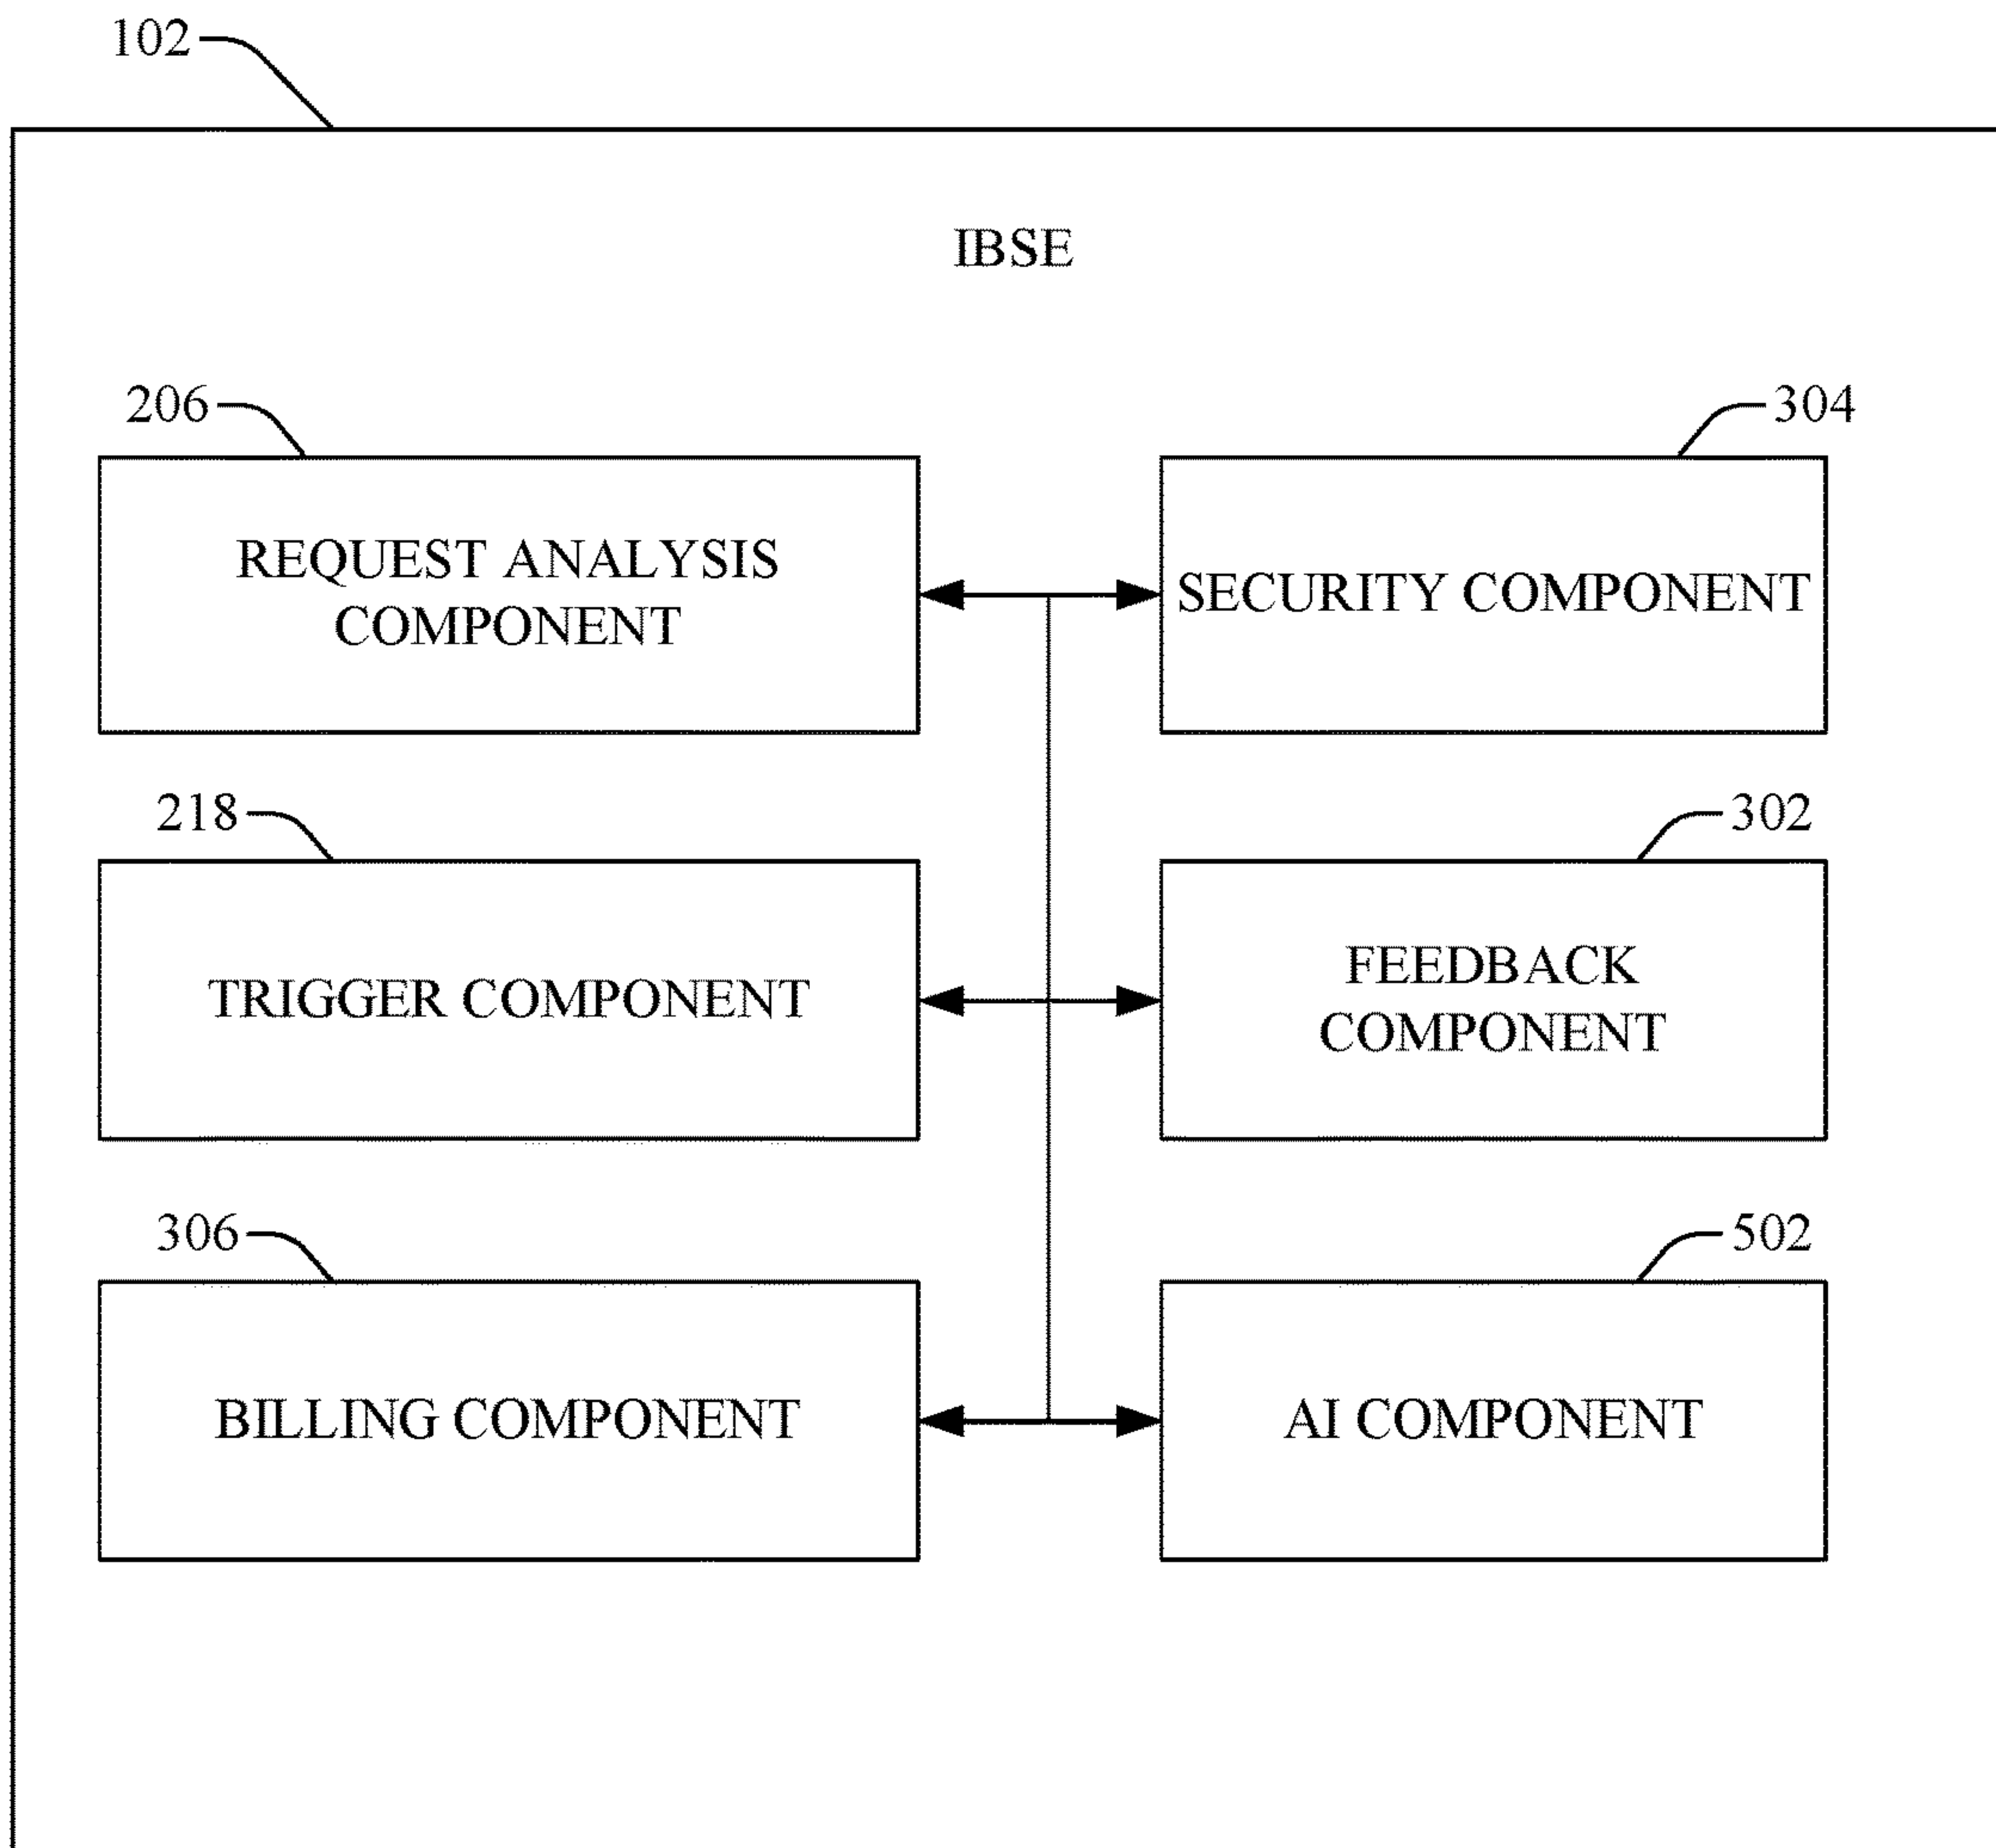 102
IBSE
206
304
REQUEST ANALYSIS
COMPONENT
SECURITY COMPONENT
218
302
TRIGGER COMPONENT
FEEDBACK
COMPONENT
306
502
BILLING COMPONENT
AI COMPONENT